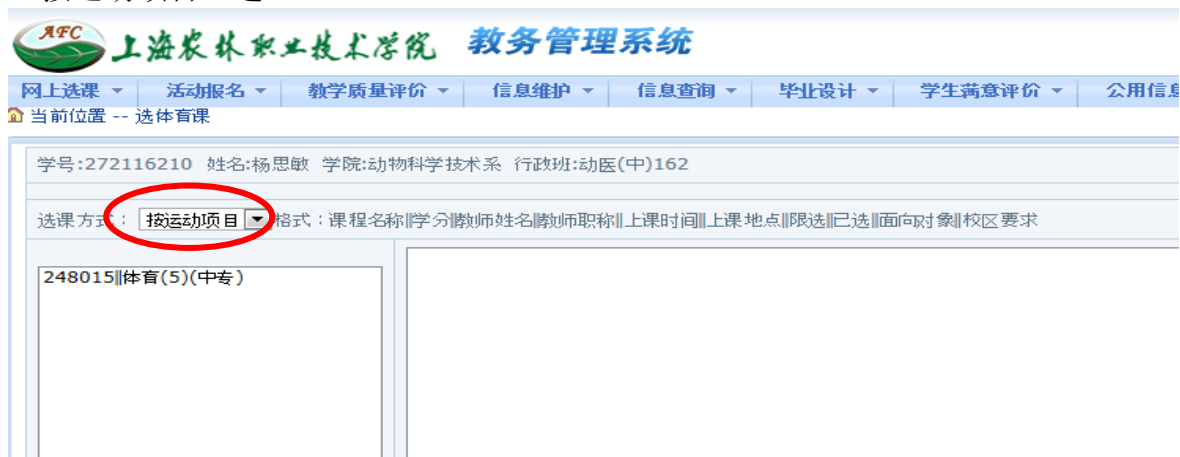 AFC 上海农林职业技术学院 教务管理系统
网上选课 活动报名 教学质量评价 信息维护 信息查询 毕业设计 学生满意评价 公用信息
当前位置 -- 选体育课
学号:272116210 姓名:杨思敏 学院:动物科学技术系 行政班:动医(中)162
选课方式： 按运动项目 格式：课程名称||学分||教师姓名||教师职称||上课时间||上课地点||限选||已选||面向对象||校区要求
248015||体育(5)(中专)